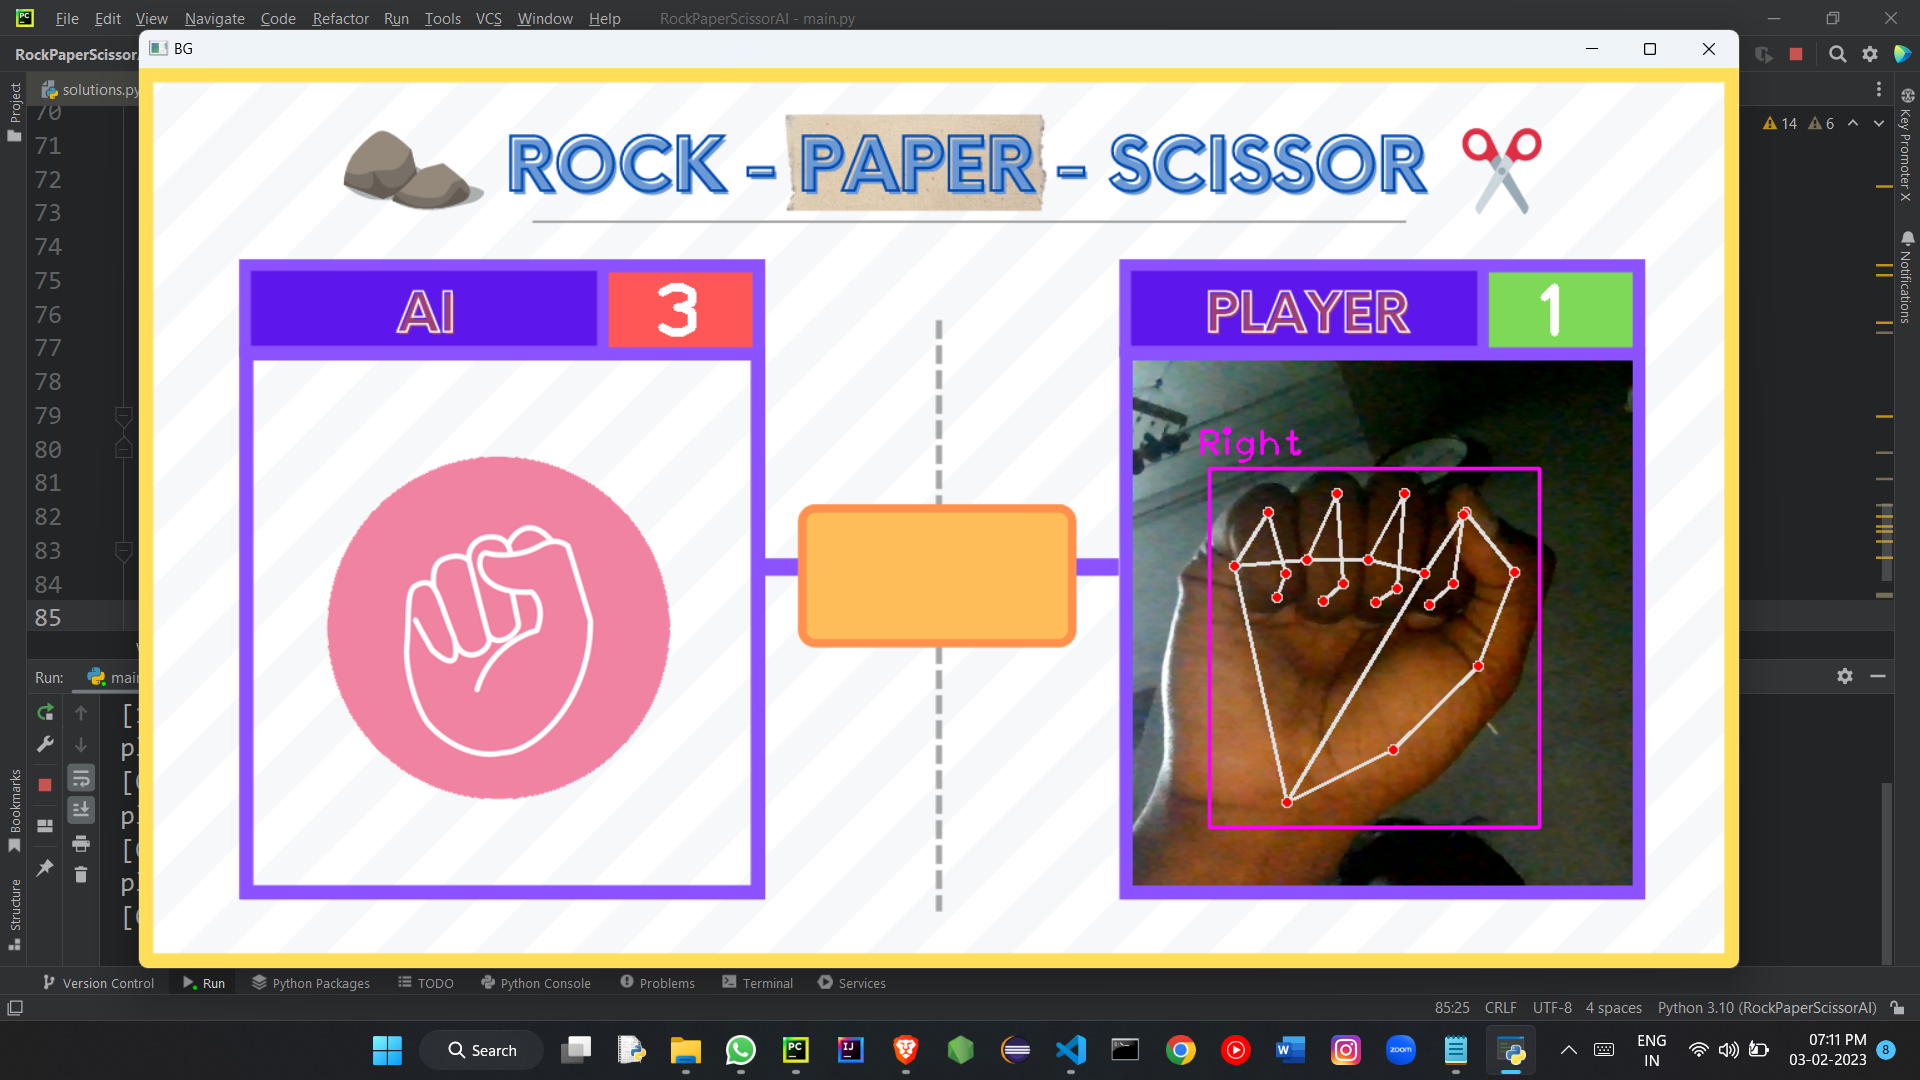 PC File Edit View Navigate Code Refactor Run Tools VCS Window Help RockPaperScissorAI - main.py
RockPaperScissor
BG
Project
solutions.py
70
71
72
73
74
75
76
77
78
79
80
81
82
83
84
85
14 6
Key Promoter X
Notifications
ROCK - PAPER - SCISSOR
AI 3
PLAYER 1
Right
Run: main
Bookmarks
Structure
Version Control Run Python Packages TODO Python Console Problems Terminal Services
85:25 CRLF UTF-8 4 spaces Python 3.10 (RockPaperScissorAI)
Search
PC
IJ
W
zoom
ENG
IN
07:11 PM
03-02-2023
8